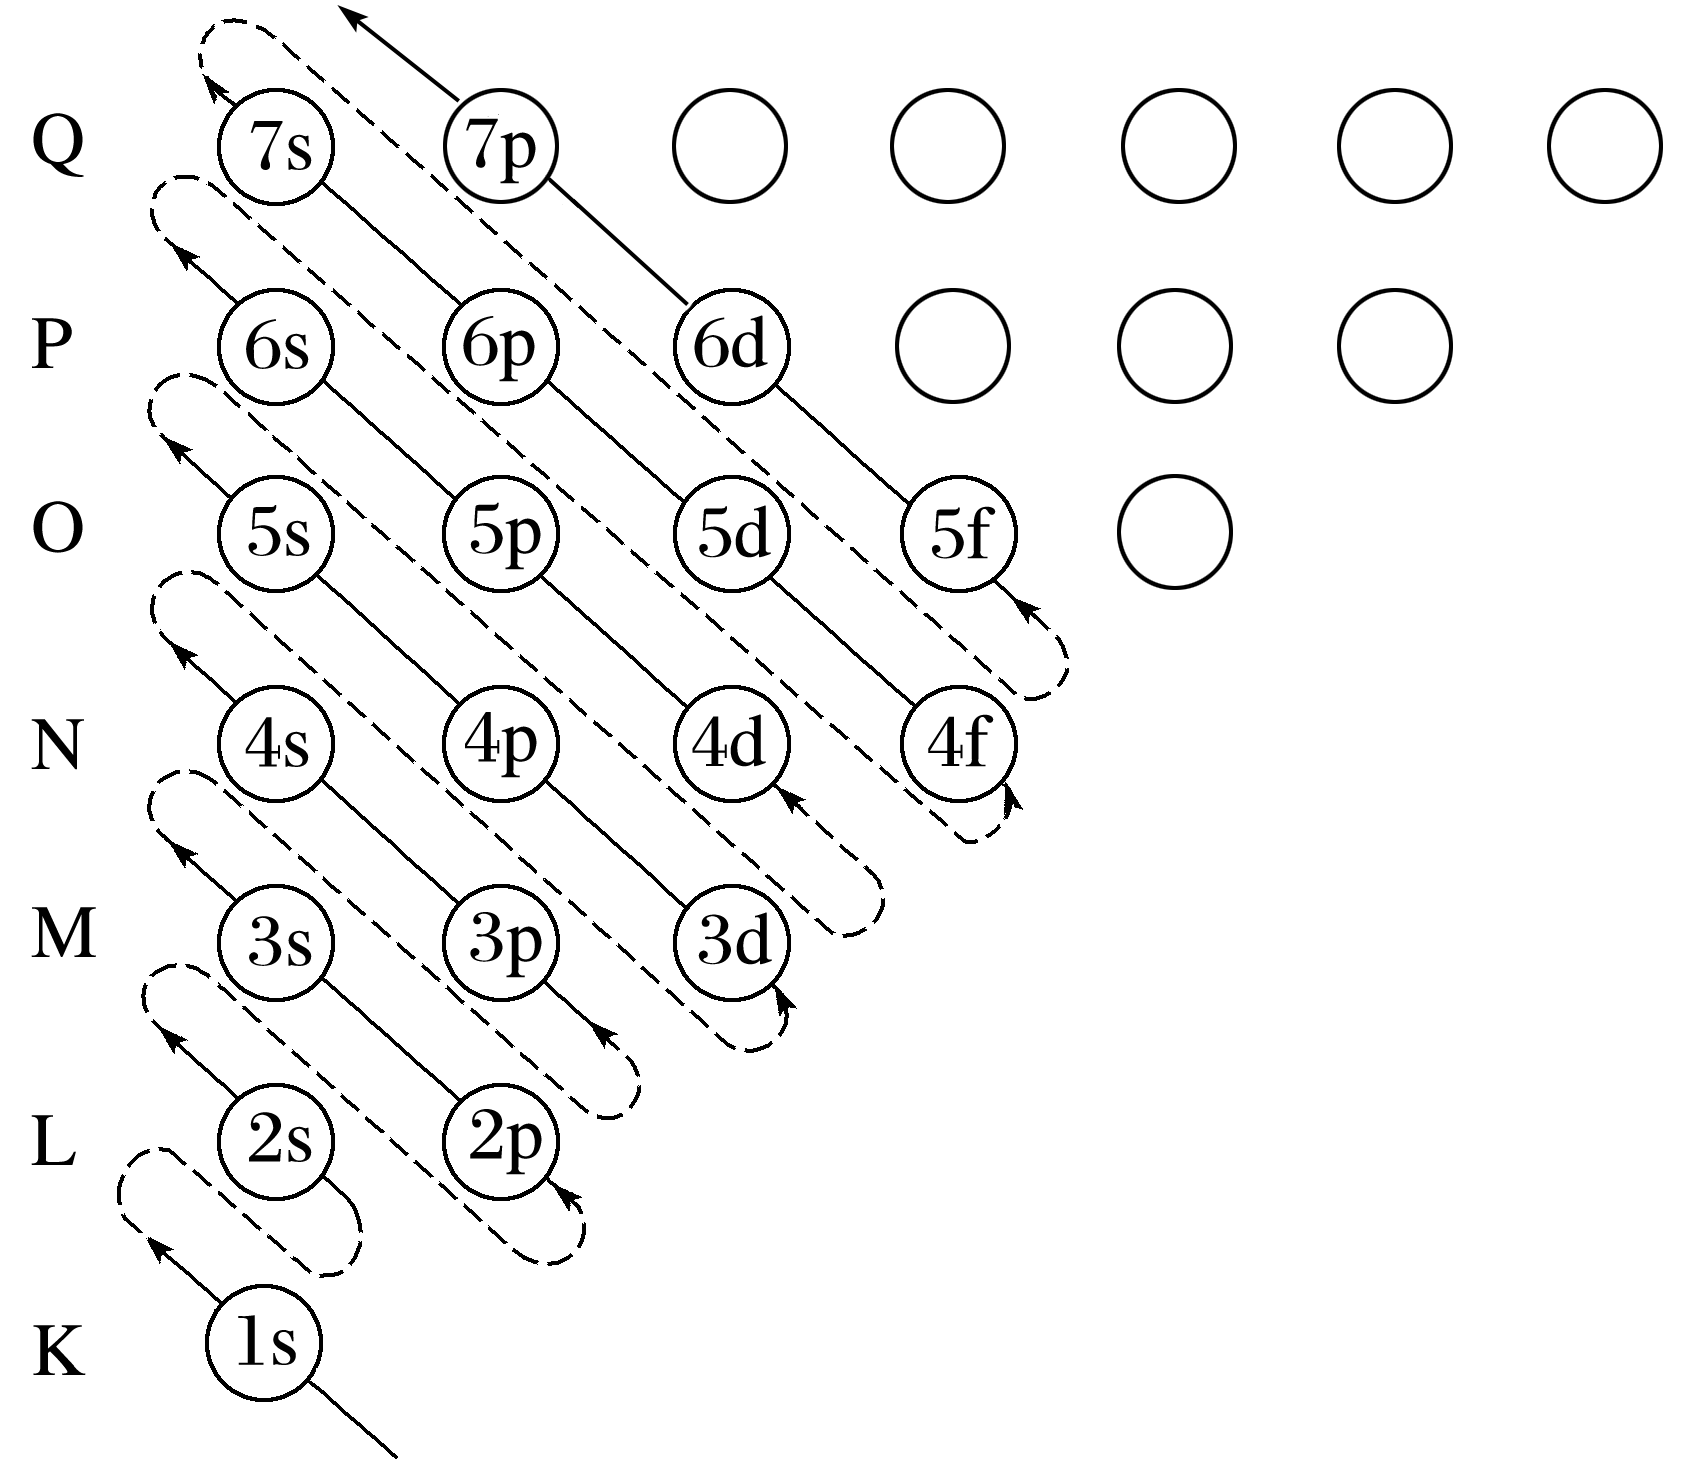 Q 7s 7p
P 6s 6p 6d
O 5s 5p 5d 5f
N 4s 4p 4d 4f
M 3s 3p 3d
L 2s 2p
K 1s